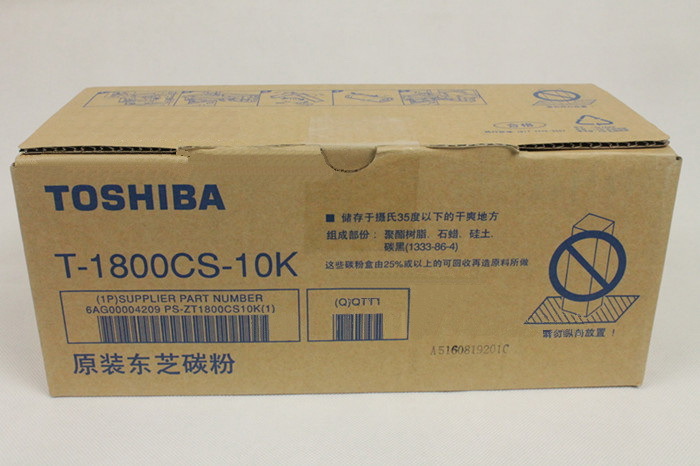 合格
TOSHIBA
T-1800CS-10K
(1P)SUPPLIER PART NUMBER
6AG00004209 PS-ZT1800CS10K(1)
(Q)QTY1
原装东芝碳粉
■ 储存于摄氏35度以下的干爽地方
组成部份：聚酯树脂、石蜡、硅土、
碳黑(1333-86-4)
这些碳粉盒由25%或以上的可回收再造原料所做
A5160819201C
需勿纵向放置！